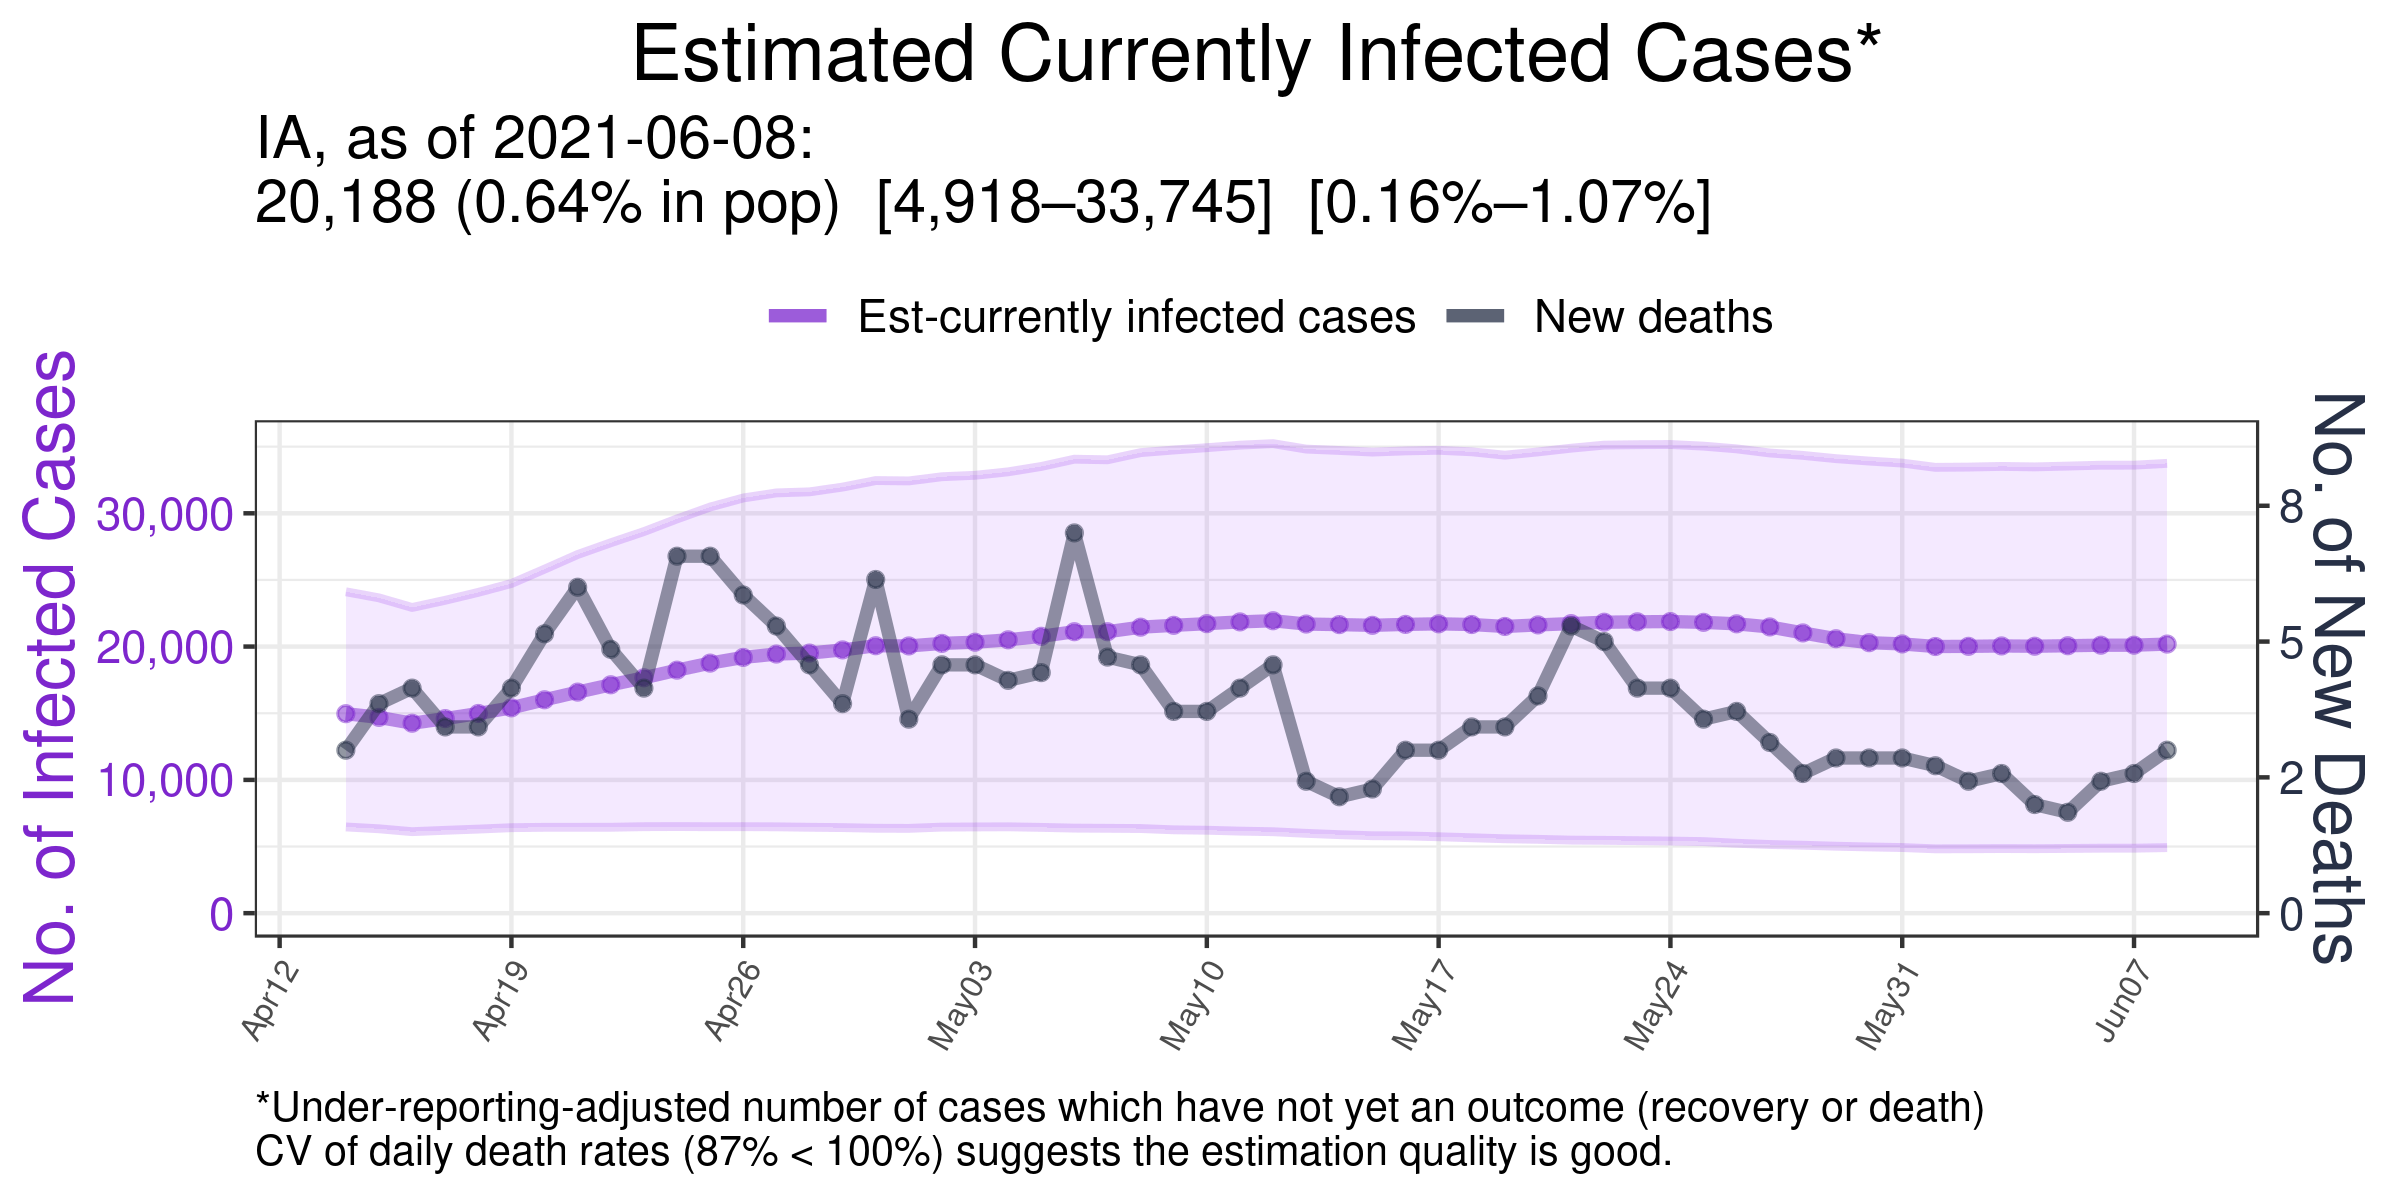 Estimated Currently Infected Cases*
IA, as of 2021-06-08:
20,188 (0.64% in pop)  [4,918–33,745]  [0.16%–1.07%]
Est-currently infected cases
New deaths
No. of Infected Cases
30,000
20,000
10,000
0
No. of New Deaths
8
5
2
0
Apr12
Apr19
Apr26
May03
May10
May17
May24
May31
Jun07
*Under-reporting-adjusted number of cases which have not yet an outcome (recovery or death)
CV of daily death rates (87% < 100%) suggests the estimation quality is good.